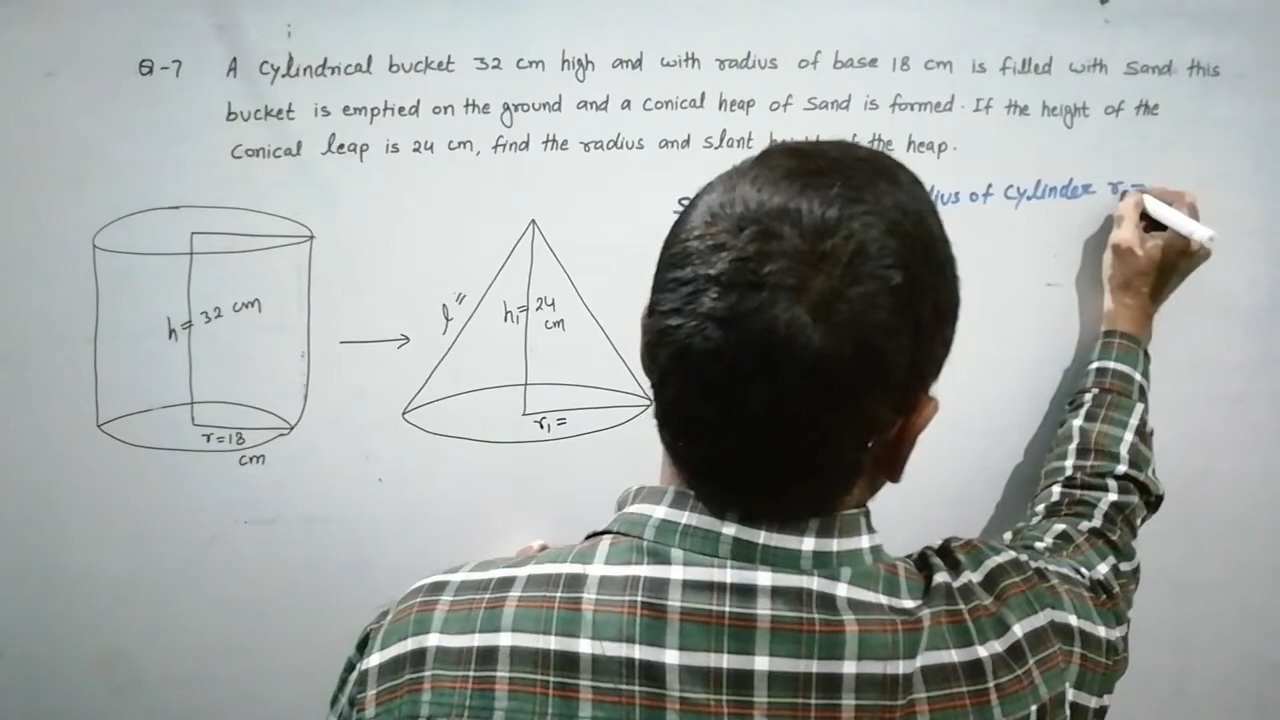 Q-7 A Cylindrical bucket 32 cm high and with radius of base 18 cm is filled with Sand this
bucket is emptied on the ground and a Conical heap of Sand is formed. If the height of the
Conical leap is 24 cm, find the radius and slant the heap.
of Cylinder r₁=
h= 32 cm
r=18
cm
l"
h₁= 24
cm
r₁ =